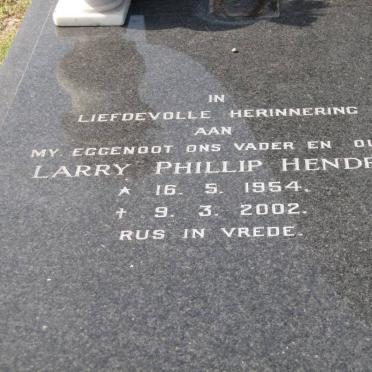 IN
LIEFDEVOLLE HERINNERING
AAN
MY EGGENOOT ONS VADER EN
LARRY PHILLIP
* 16. 5. 1954.
† 9. 3. 2002.
RUS IN VREDE.